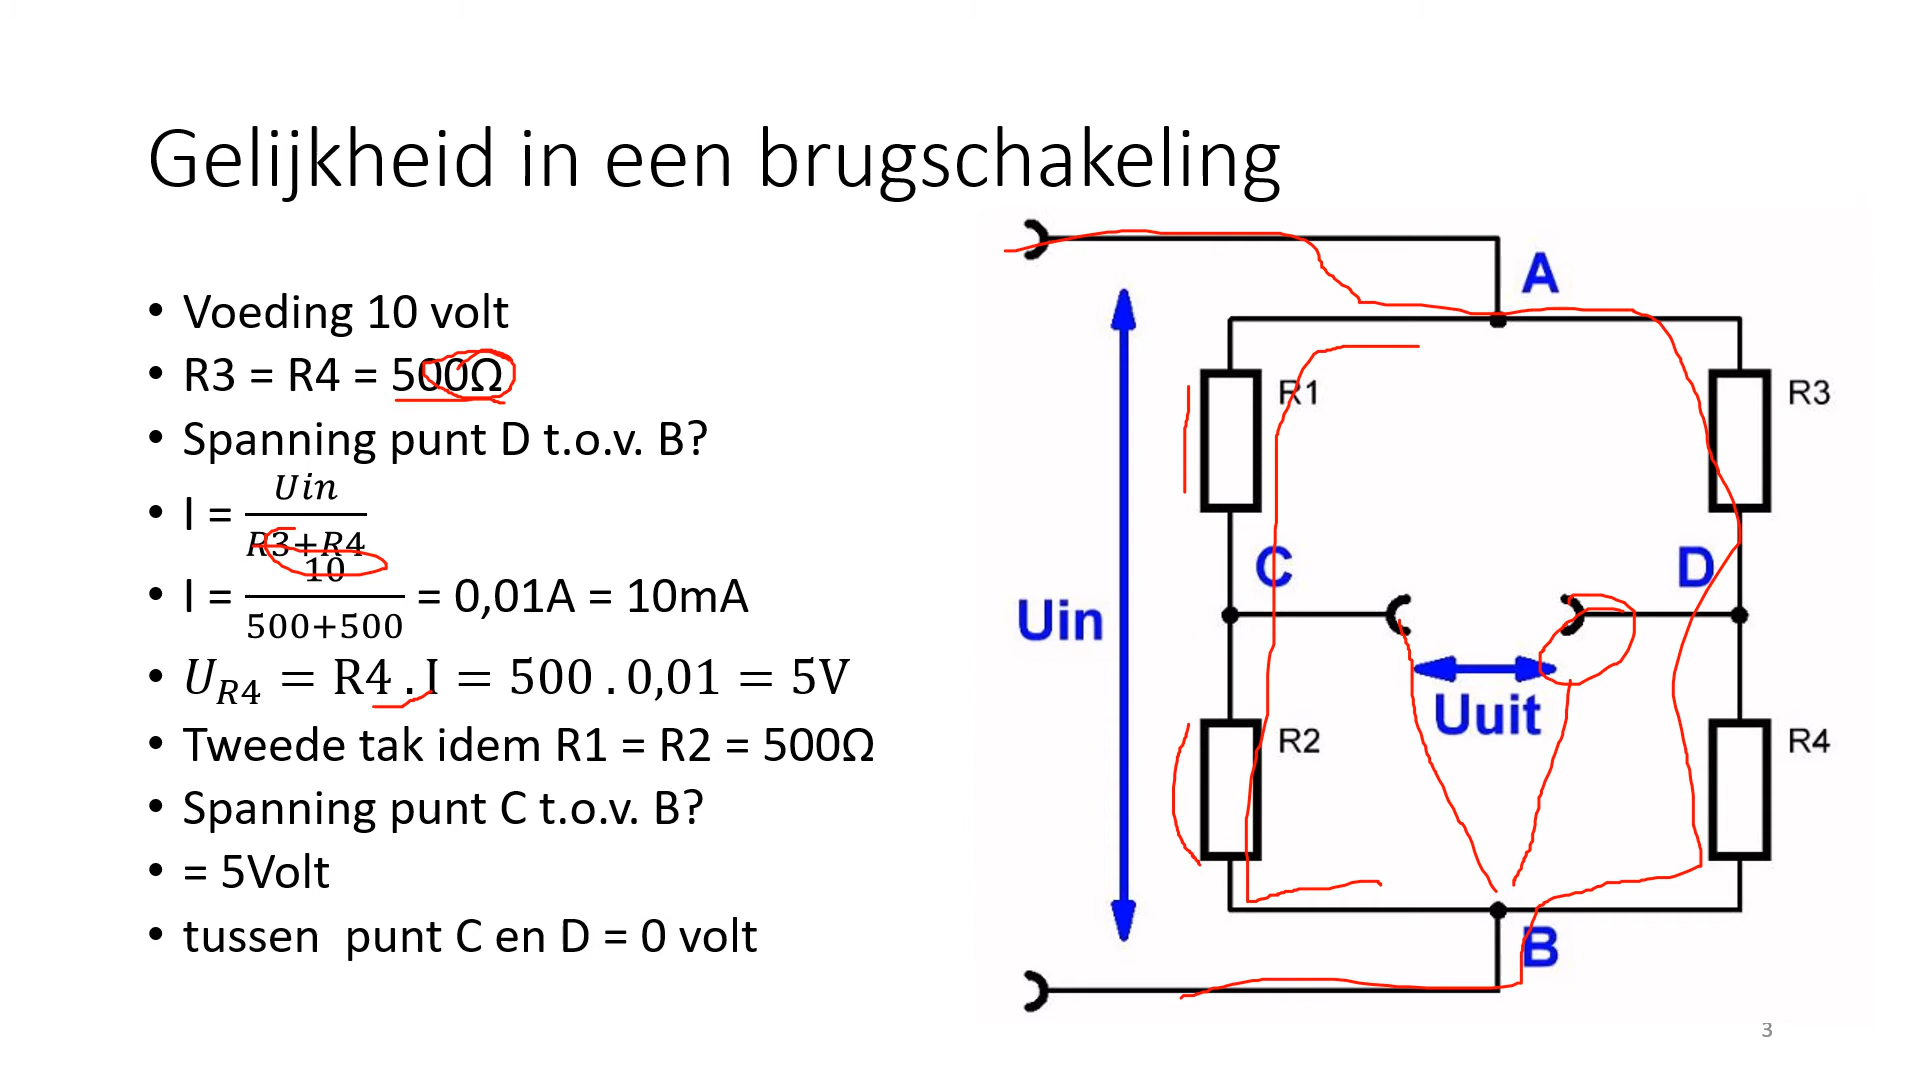 Gelijkheid in een brugschakeling
• Voeding 10 volt
• R3 = R4 = 500Ω
• Spanning punt D t.o.v. B?
• I = Uin / R3+R4
• I = 10 / 500+500 = 0,01A = 10mA
• U_R4 = R4 . I = 500 . 0,01 = 5V
• Tweede tak idem R1 = R2 = 500Ω
• Spanning punt C t.o.v. B?
• = 5Volt
• tussen punt C en D = 0 volt
A
R1
R3
C
D
Uin
Uuit
R2
R4
B
3